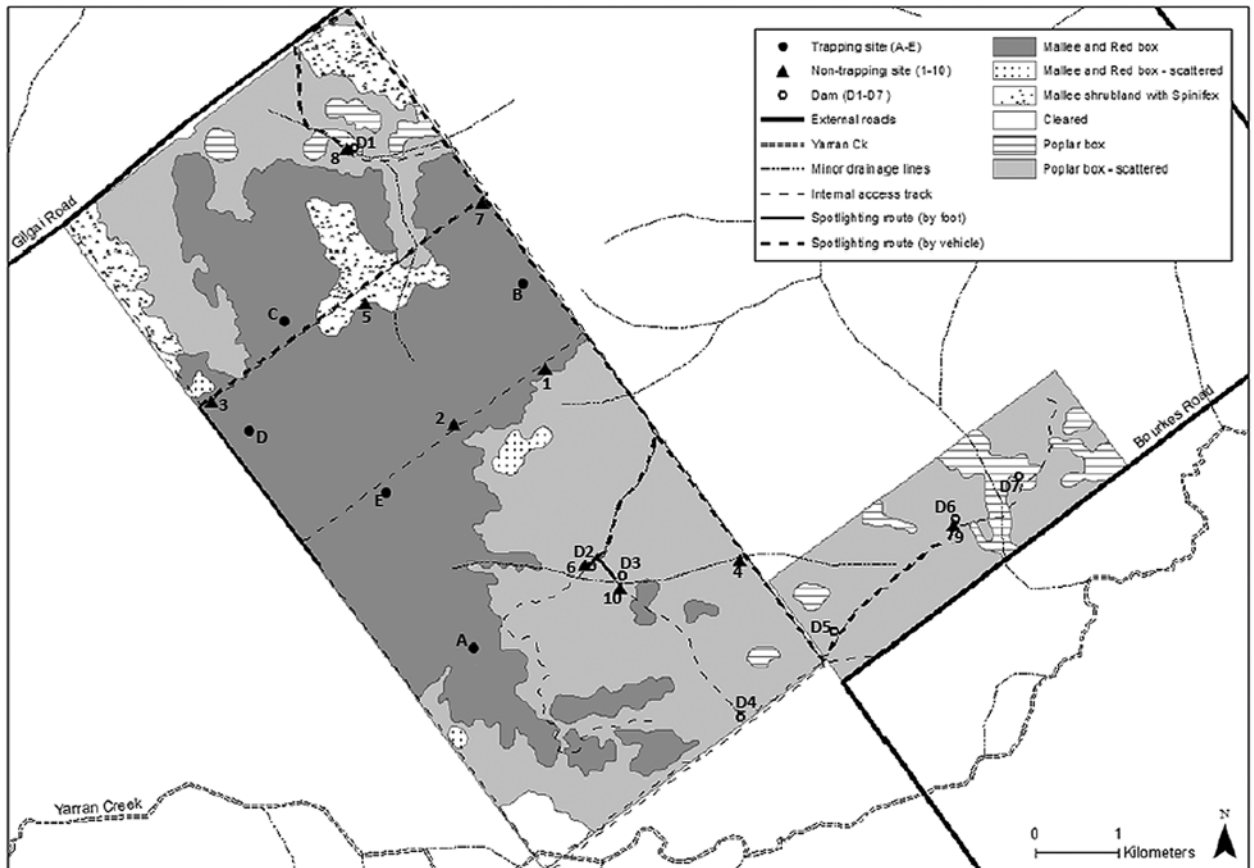 Trapping site (A-E)
Non-trapping site (1-10)
Dam (D1-D7)
External roads
Yarran Ck
Minor drainage lines
Internal access track
Spotlighting route (by foot)
Spotlighting route (by vehicle)
Mallee and Red box
Mallee and Red box - scattered
Mallee shrubland with Spinifex
Cleared
Poplar box
Poplar box - scattered
D1
8
Gilgai Road
7
B
C
5
1
3
2
D
Bourkes Road
E
D7
D6
9
D2
6
D3
4
10
D5
A
D4
Yarran Creek
N
0 1
Kilometers